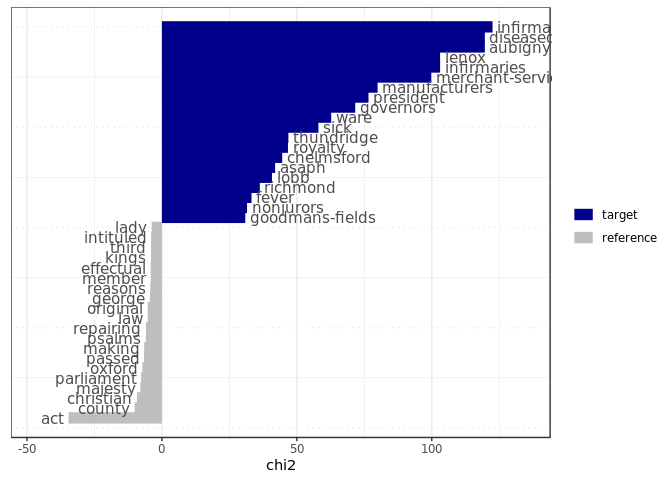 infirma
diseased
aubigny
lenox
infirmaries
merchant-servi
manufacturers
president
governors
ware
sick
thundridge
royalty
chelmsford
asaph
lobb
richmond
fever
nonjurors
goodmans-fields
lady
intituled
third
kings
effectual
member
reasons
george
original
law
repairing
psalms
making
passed
oxford
parliament
majesty
christian
county
act
target
reference
-50
0
50
100
chi2